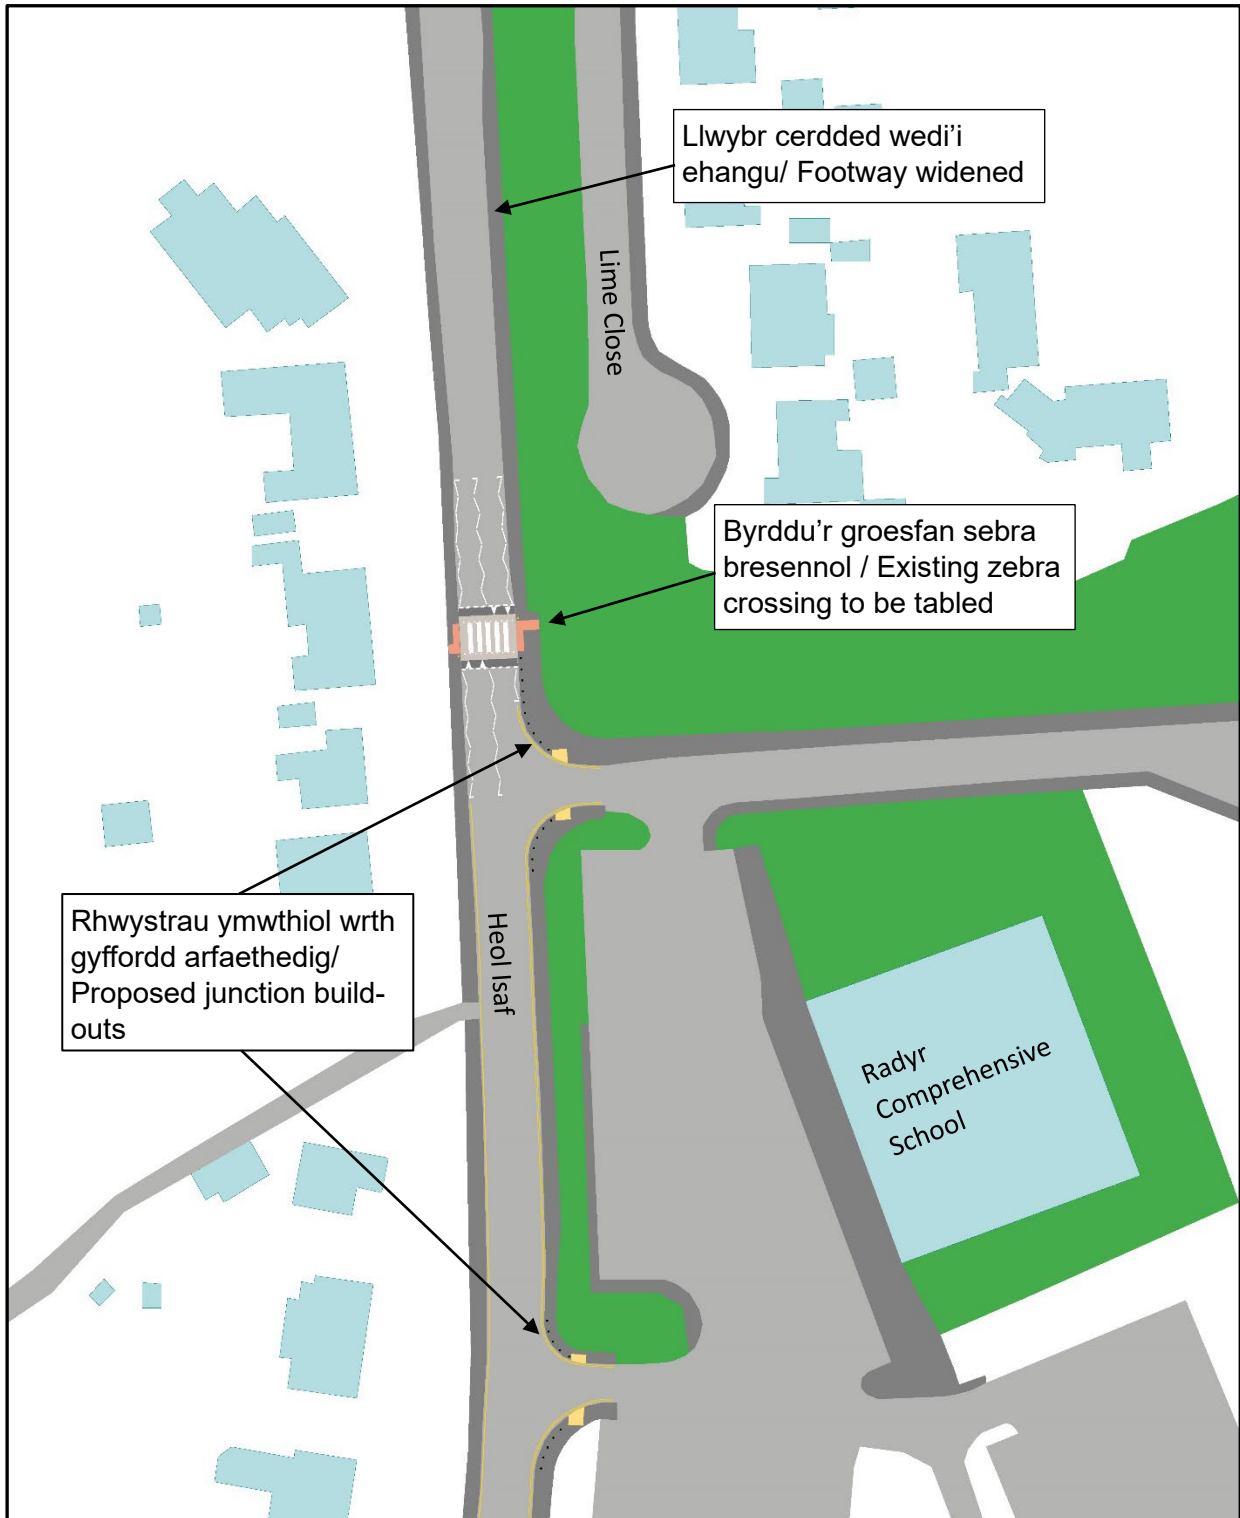 Llwybr cerdded wedi'i
ehangu/ Footway widened
Lime Close
Byrddu'r groesfan sebra
bresennol / Existing zebra
crossing to be tabled
Rhwystrau ymwthiol wrth
gyffordd arfaethedig/
Proposed junction build-
outs
Heol Isaf
Radyr
Comprehensive
School